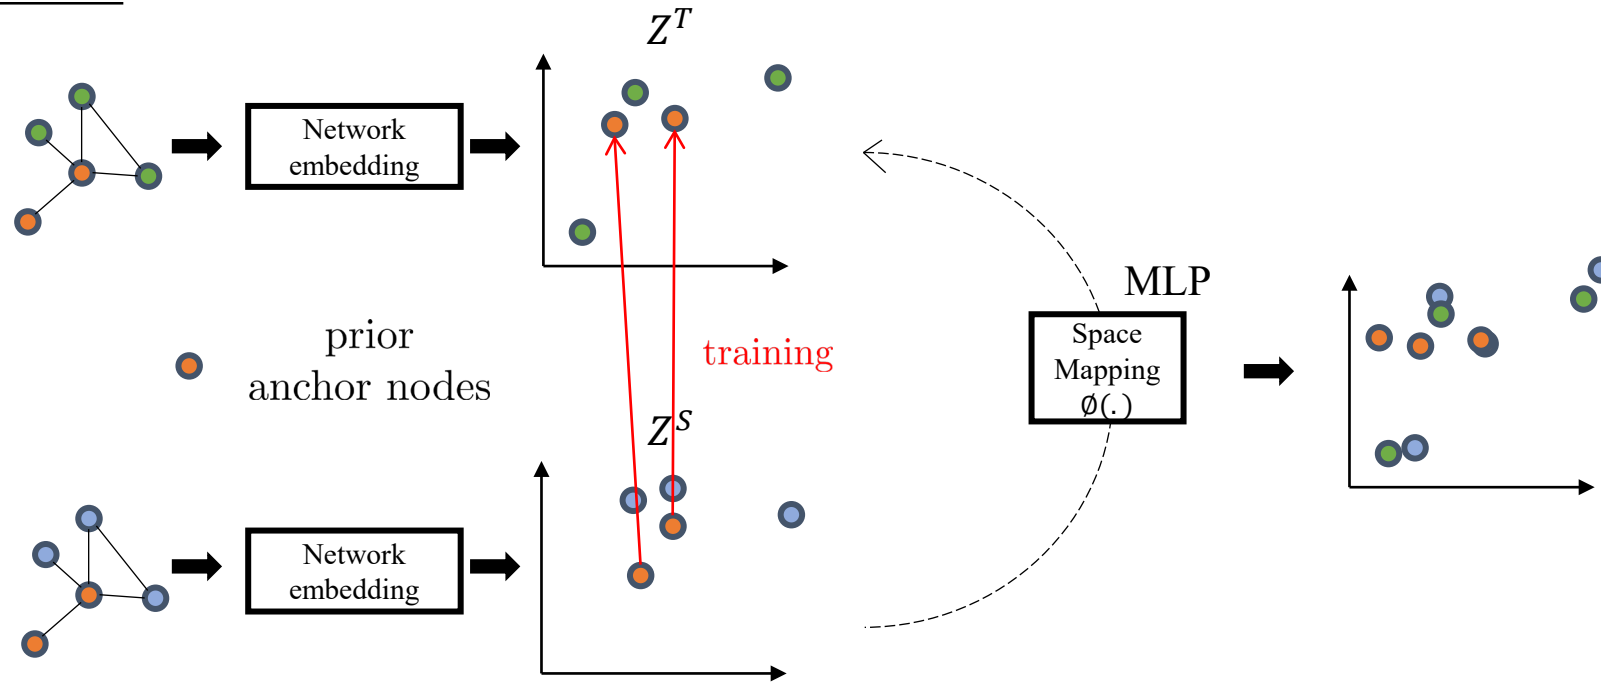 Z^T
Network
embedding
MLP
prior
anchor nodes
training
Space
Mapping
∅(.)
Z^S
Network
embedding